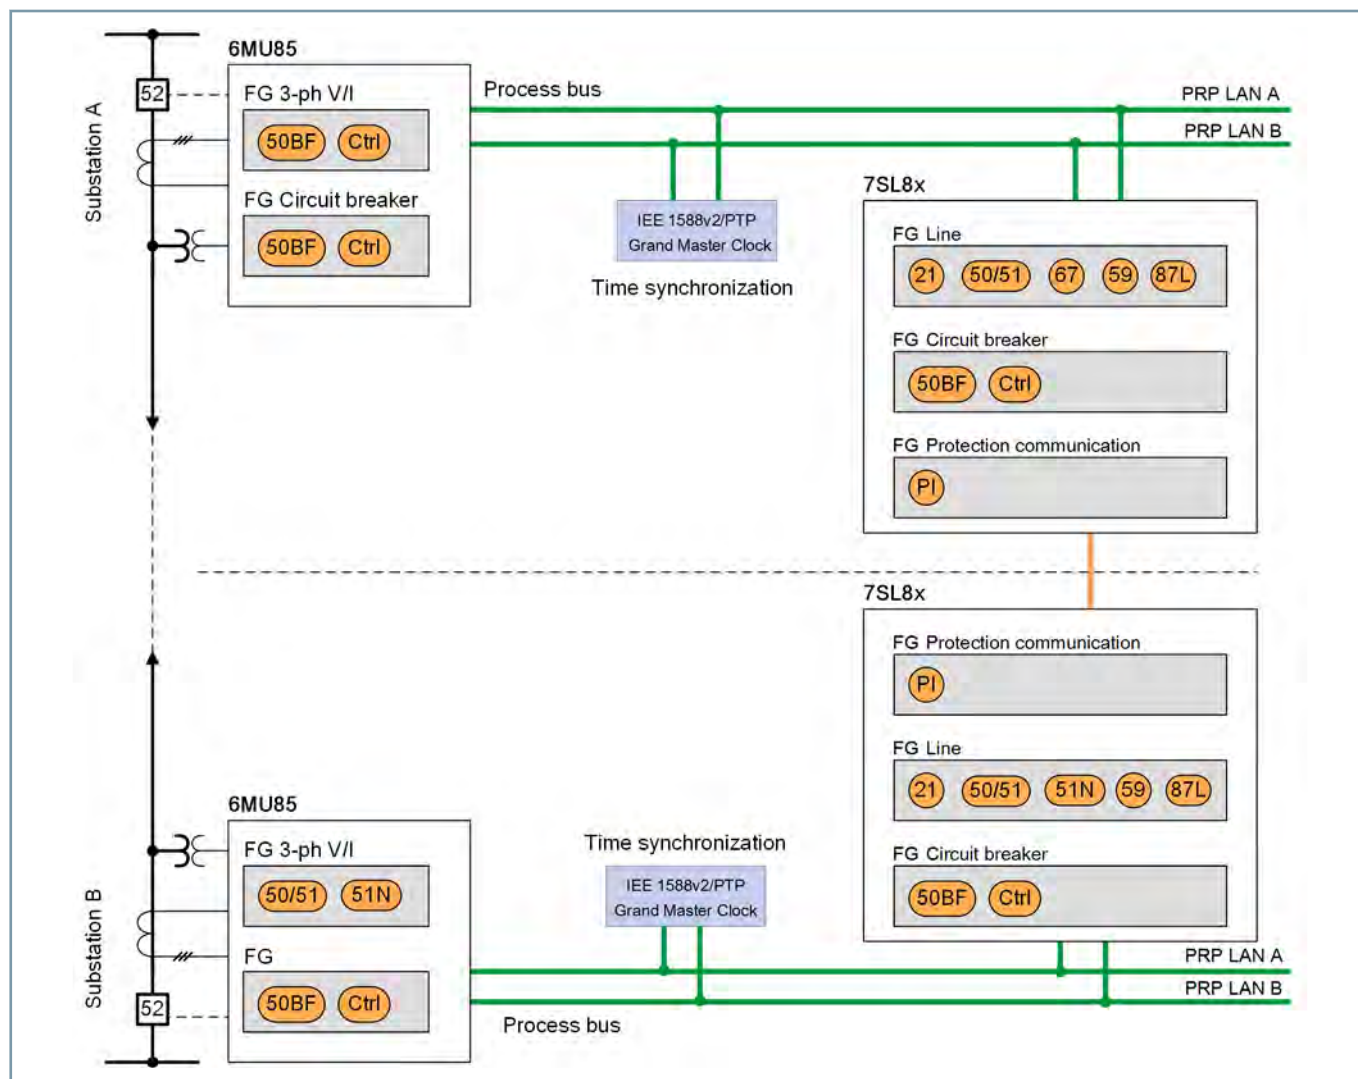 6MU85
FG 3-ph V/I
50BF Ctrl
FG Circuit breaker
50BF Ctrl
52
Substation A
Process bus
PRP LAN A
PRP LAN B
IEE 1588v2/PTP
Grand Master Clock
Time synchronization
7SL8x
FG Line
21 50/51 67 59 87L
FG Circuit breaker
50BF Ctrl
FG Protection communication
PI
7SL8x
FG Protection communication
PI
FG Line
21 50/51 51N 59 87L
FG Circuit breaker
50BF Ctrl
6MU85
FG 3-ph V/I
50/51 51N
FG
50BF Ctrl
52
Substation B
Time synchronization
IEE 1588v2/PTP
Grand Master Clock
PRP LAN A
PRP LAN B
Process bus